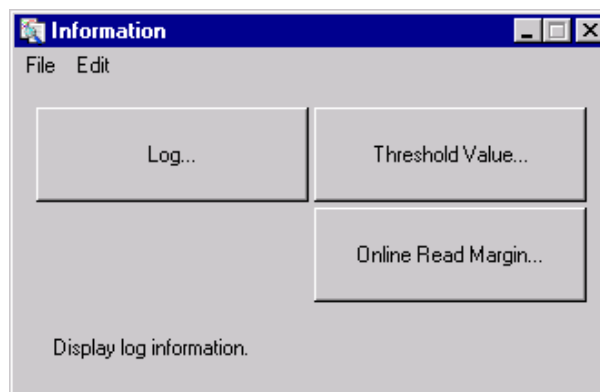 Information
File Edit
Log... Threshold Value...
Online Read Margin...
Display log information.